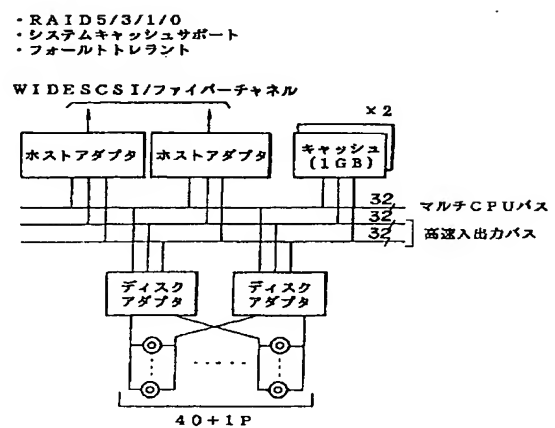 ・RAID5/3/1/0
・システムキャッシュサポート
・フォールトトレラント
WIDESCSI/ファイバーチャネル
×2
ホストアダプタ
ホストアダプタ
キャッシュ
(1GB)
32
マルチCPUバス
32
32
高速入出力バス
ディスク
アダプタ
ディスク
アダプタ
40+1P